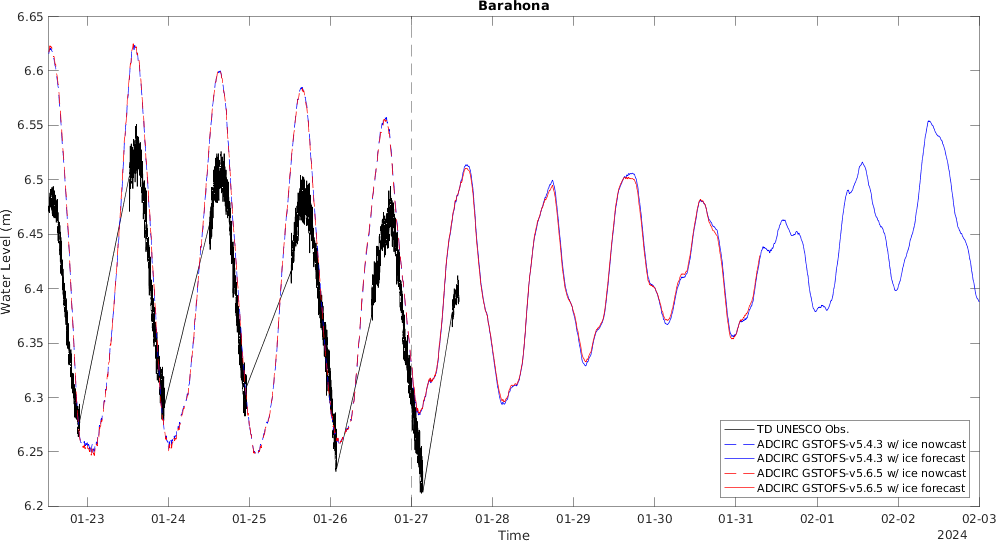 Barahona
Water Level (m)
6.65
6.6
6.55
6.5
6.45
6.4
6.35
6.3
6.25
6.2
TD UNESCO Obs.
ADCIRC GSTOFS-v5.4.3 w/ ice nowcast
ADCIRC GSTOFS-v5.4.3 w/ ice forecast
ADCIRC GSTOFS-v5.6.5 w/ ice nowcast
ADCIRC GSTOFS-v5.6.5 w/ ice forecast
01-23 01-24 01-25 01-26 01-27 01-28 01-29 01-30 01-31 02-01 02-02 02-03
Time
2024